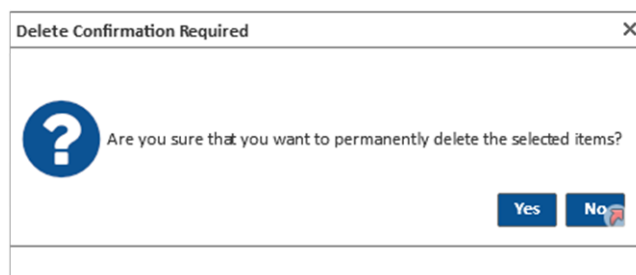 Delete Confirmation Required
Are you sure that you want to permanently delete the selected items?
Yes No